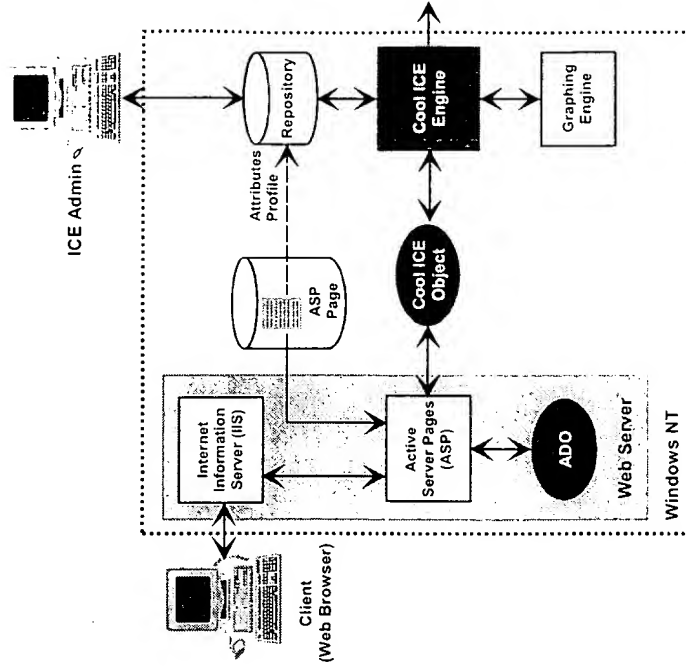 ICE Admin
Attributes
Profile
Repository
ASP
Page
Cool ICE
Engine
Graphing
Engine
Cool ICE
Object
Internet
Information
Server (IIS)
Active
Server Pages
(ASP)
ADO
Web Server
Windows NT
Client
(Web Browser)